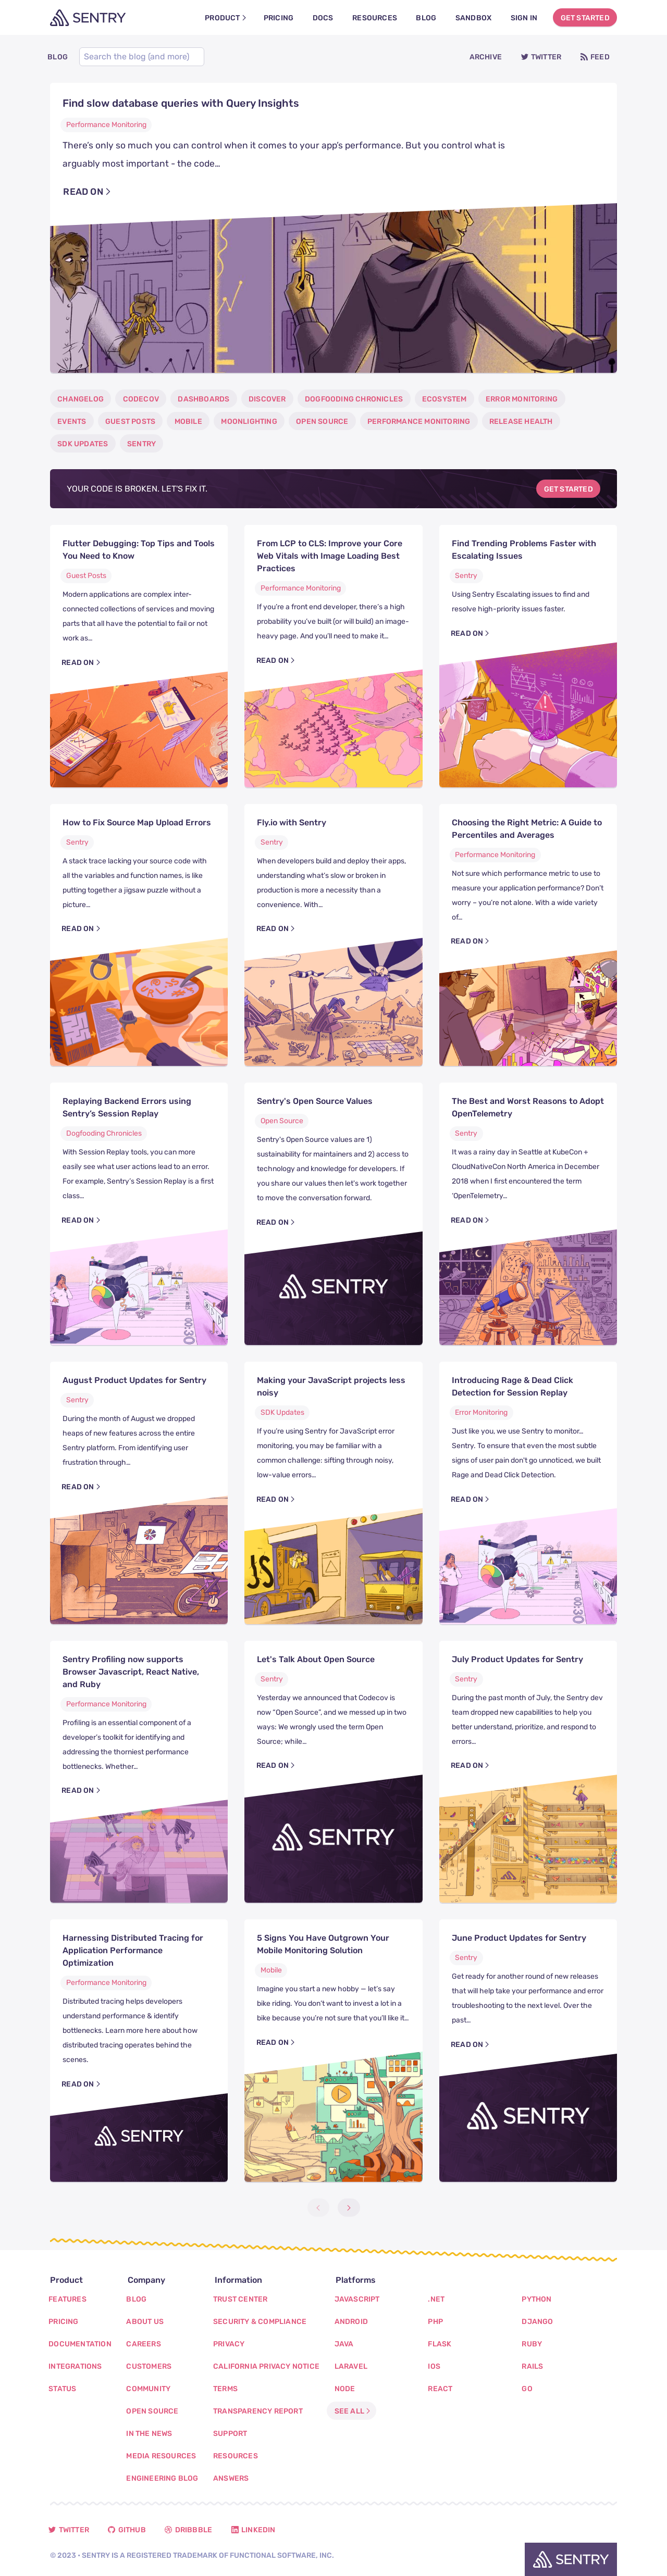 SENTRY
PRODUCT PRICING DOCS RESOURCES BLOG SANDBOX SIGN IN GET STARTED
BLOG Search the blog (and more) ARCHIVE TWITTER FEED
Find slow database queries with Query Insights
Performance Monitoring
There's only so much you can control when it comes to your app's performance. But you control what is
arguably most important - the code…
READ ON
CHANGELOG CODECOV DASHBOARDS DISCOVER DOGFOODING CHRONICLES ECOSYSTEM ERROR MONITORING
EVENTS GUEST POSTS MOBILE MOONLIGHTING OPEN SOURCE PERFORMANCE MONITORING RELEASE HEALTH
SDK UPDATES SENTRY
YOUR CODE IS BROKEN. LET'S FIX IT. GET STARTED
Flutter Debugging: Top Tips and Tools
You Need to Know
Guest Posts
Modern applications are complex inter-
connected collections of services and moving
parts that all have the potential to fail or not
work as…
READ ON
From LCP to CLS: Improve your Core
Web Vitals with Image Loading Best
Practices
Performance Monitoring
If you're a front end developer, there's a high
probability you've built (or will build) an image-
heavy page. And you'll need to make it…
READ ON
Find Trending Problems Faster with
Escalating Issues
Sentry
Using Sentry Escalating issues to find and
resolve high-priority issues faster.
READ ON
How to Fix Source Map Upload Errors
Sentry
A stack trace lacking your source code with
all the variables and function names, is like
putting together a jigsaw puzzle without a
picture…
READ ON
START
Fly.io with Sentry
Sentry
When developers build and deploy their apps,
understanding what's slow or broken in
production is more a necessity than a
convenience. With…
READ ON
Choosing the Right Metric: A Guide to
Percentiles and Averages
Performance Monitoring
Not sure which performance metric to use to
measure your application performance? Don't
worry – you're not alone. With a wide variety
of…
READ ON
Replaying Backend Errors using
Sentry's Session Replay
Dogfooding Chronicles
With Session Replay tools, you can more
easily see what user actions lead to an error.
For example, Sentry's Session Replay is a first
class…
READ ON
00:30
Sentry's Open Source Values
Open Source
Sentry's Open Source values are 1)
sustainability for maintainers and 2) access to
technology and knowledge for developers. If
you share our values then let's work together
to move the conversation forward.
READ ON
SENTRY
The Best and Worst Reasons to Adopt
OpenTelemetry
Sentry
It was a rainy day in Seattle at KubeCon +
CloudNativeCon North America in December
2018 when I first encountered the term
'OpenTelemetry…
READ ON
August Product Updates for Sentry
Sentry
During the month of August we dropped
heaps of new features across the entire
Sentry platform. From identifying user
frustration through…
READ ON
Making your JavaScript projects less
noisy
SDK Updates
If you're using Sentry for JavaScript error
monitoring, you may be familiar with a
common challenge: sifting through noisy,
low-value errors…
READ ON
JS
Introducing Rage & Dead Click
Detection for Session Replay
Error Monitoring
Just like you, we use Sentry to monitor…
Sentry. To ensure that even the most subtle
signs of user pain don't go unnoticed, we built
Rage and Dead Click Detection.
READ ON
00:30
Sentry Profiling now supports
Browser Javascript, React Native,
and Ruby
Performance Monitoring
Profiling is an essential component of a
developer's toolkit for identifying and
addressing the thorniest performance
bottlenecks. Whether…
READ ON
Let's Talk About Open Source
Sentry
Yesterday we announced that Codecov is
now "Open Source", and we messed up in two
ways: We wrongly used the term Open
Source; while…
READ ON
SENTRY
July Product Updates for Sentry
Sentry
During the past month of July, the Sentry dev
team dropped new capabilities to help you
better understand, prioritize, and respond to
errors…
READ ON
Harnessing Distributed Tracing for
Application Performance
Optimization
Performance Monitoring
Distributed tracing helps developers
understand performance & identify
bottlenecks. Learn more here about how
distributed tracing operates behind the
scenes.
READ ON
SENTRY
5 Signs You Have Outgrown Your
Mobile Monitoring Solution
Mobile
Imagine you start a new hobby — let's say
bike riding. You don't want to invest a lot in a
bike because you're not sure that you'll like it…
READ ON
June Product Updates for Sentry
Sentry
Get ready for another round of new releases
that will help take your performance and error
troubleshooting to the next level. Over the
past…
READ ON
SENTRY
Product
FEATURES
PRICING
DOCUMENTATION
INTEGRATIONS
STATUS
Company
BLOG
ABOUT US
CAREERS
CUSTOMERS
COMMUNITY
OPEN SOURCE
IN THE NEWS
MEDIA RESOURCES
ENGINEERING BLOG
Information
TRUST CENTER
SECURITY & COMPLIANCE
PRIVACY
CALIFORNIA PRIVACY NOTICE
TERMS
TRANSPARENCY REPORT
SUPPORT
RESOURCES
ANSWERS
Platforms
JAVASCRIPT .NET PYTHON
ANDROID PHP DJANGO
JAVA FLASK RUBY
LARAVEL IOS RAILS
NODE REACT GO
SEE ALL
TWITTER GITHUB DRIBBBLE LINKEDIN
© 2023 • SENTRY IS A REGISTERED TRADEMARK OF FUNCTIONAL SOFTWARE, INC.
SENTRY